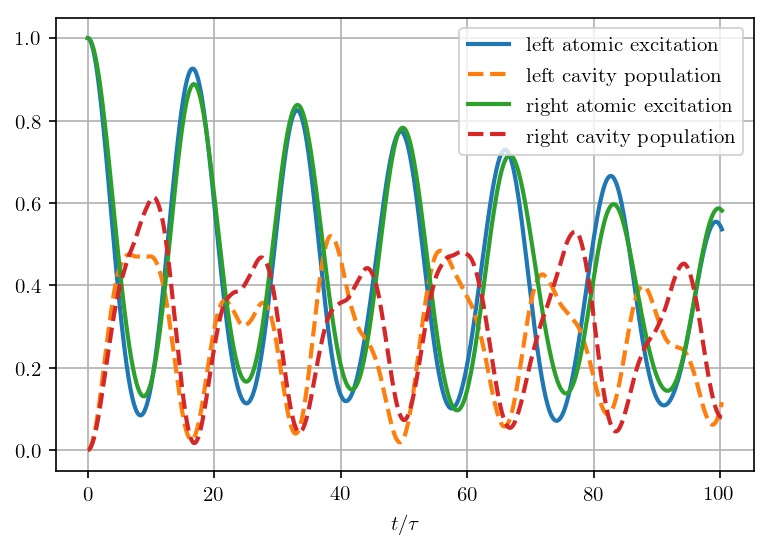 1.0
0.8
0.6
0.4
0.2
0.0
left atomic excitation
left cavity population
right atomic excitation
right cavity population
0 20 40 60 80 100
t/τ